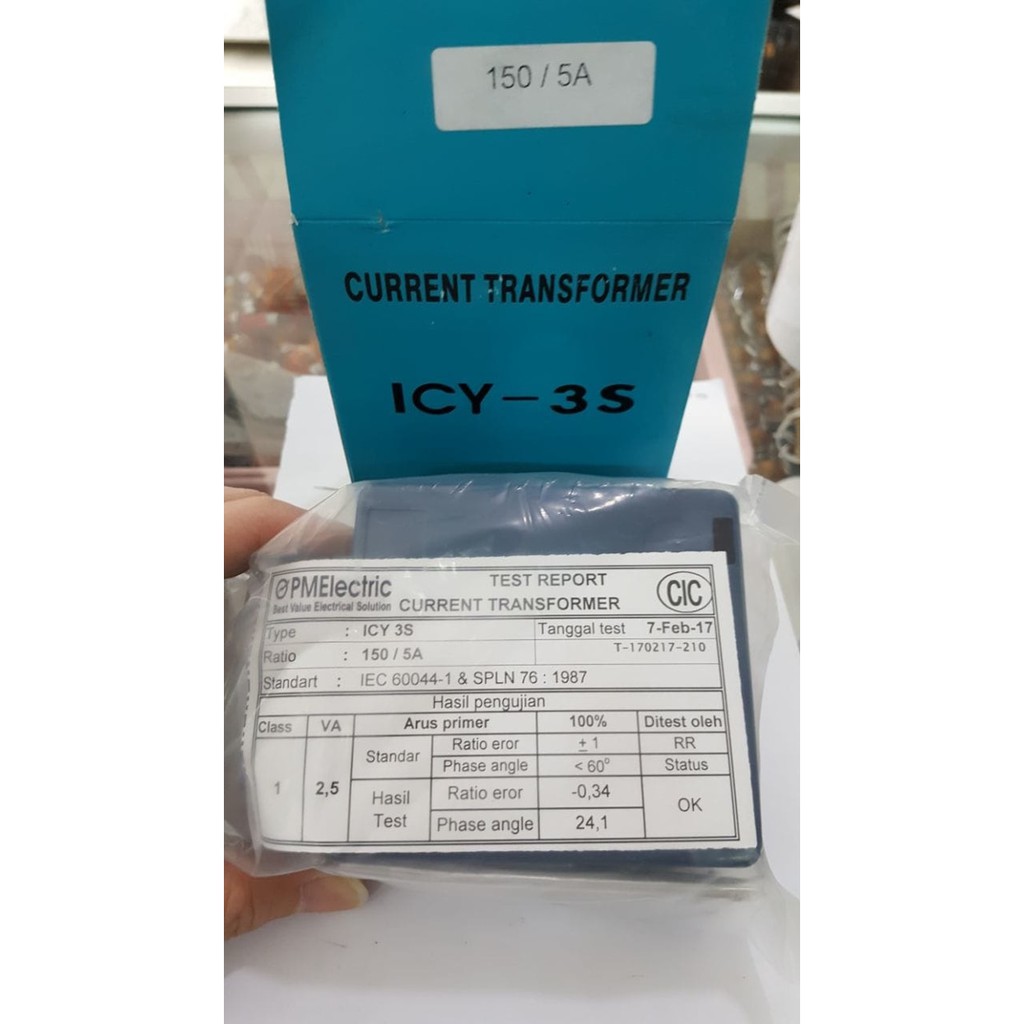 150 / 5A
CURRENT TRANSFORMER
ICY-3S
PMElectric
Best Value Electrical Solution
TEST REPORT
CURRENT TRANSFORMER
CIC
Type : ICY 3S
Tanggal test 7-Feb-17
Ratio : 150 / 5A
T-170217-210
Standart : IEC 60044-1 & SPLN 76 : 1987
Hasil pengujian
Class VA Arus primer 100% Ditest oleh
1 2,5 Standar Ratio eror ± 1 RR
Phase angle < 60° Status
Hasil Test Ratio eror -0,34 OK
Phase angle 24,1